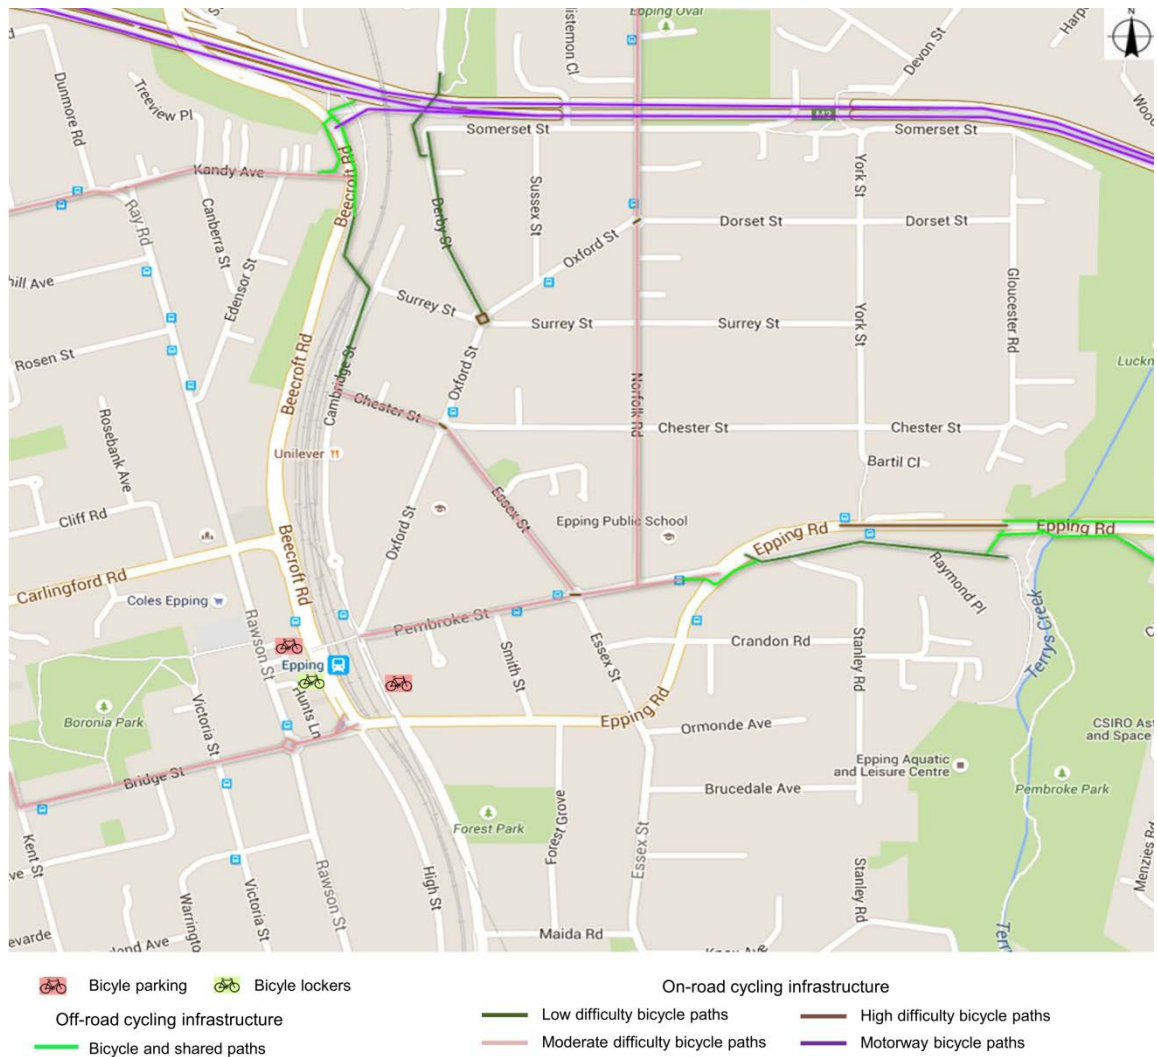 Epping Oval
N
Devon St
Dunmore Rd
Treeview Pl
Somerset St
M2
Somerset St
Beecroft Rd
Kandy Ave
York St
Sussex St
Canberra St
Ray Rd
Derby St
Dorset St
Dorset St
Oxford St
Edensor St
Gloucester Rd
Surrey St
Surrey St
Surrey St
York St
Rosen St
Beecroft Rd
Cambridge St
Oxford St
Norfolk Rd
Chester St
Rosebank Ave
Chester St
Chester St
Unilever
Bartil Cl
Essex St
Cliff Rd
Oxford St
Epping Public School
Epping Rd
Epping Rd
Beecroft Rd
Carlingford Rd
Raymond Pl
Coles Epping
Rawson St
Pembroke St
Crandon Rd
Terrys Creek
Epping
Smith St
Essex St
Stanley Rd
Hunts Ln
Boronia Park
Victoria St
Epping Rd
Ormonde Ave
CSIRO Ast
and Space
Epping Aquatic
and Leisure Centre
Bridge St
Brucedale Ave
Pembroke Park
Forest Park
Forest Grove
Kent St
Essex St
Menzies Rd
Rawson St
High St
Victoria St
Warrington
Stanley Rd
Maida Rd
Bicyle parking
Bicyle lockers
On-road cycling infrastructure
Off-road cycling infrastructure
Low difficulty bicycle paths
High difficulty bicycle paths
Bicycle and shared paths
Moderate difficulty bicycle paths
Motorway bicycle paths